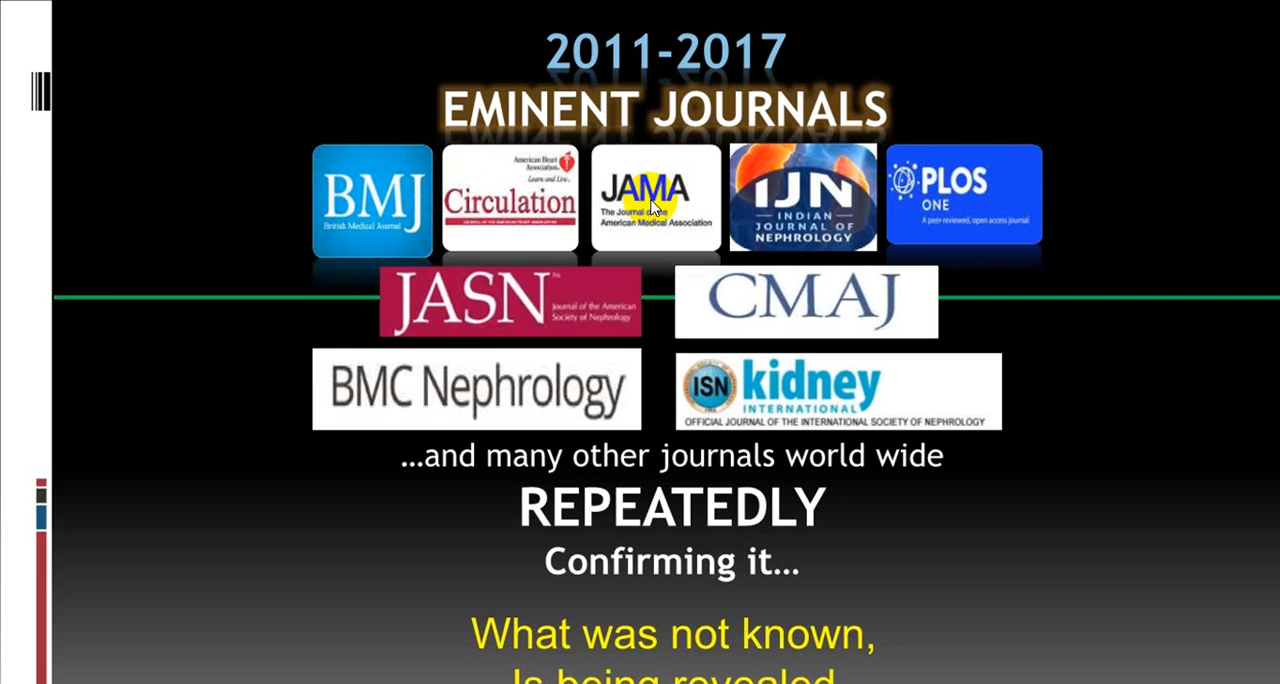 2011-2017
EMINENT JOURNALS
BMJ
British Medical Journal
American Heart
Association
Learn and Live
Circulation
JAMA
The Journal of the
American Medical Association
IJN
INDIAN
JOURNAL OF
NEPHROLOGY
PLOS
ONE
A peer-reviewed, open access journal
JASN
Journal of the American
Society of Nephrology
CMAJ
BMC Nephrology
ISN
kidney
INTERNATIONAL
OFFICIAL JOURNAL OF THE INTERNATIONAL SOCIETY OF NEPHROLOGY
...and many other journals world wide
REPEATEDLY
Confirming it...
What was not known,
Is being revealed